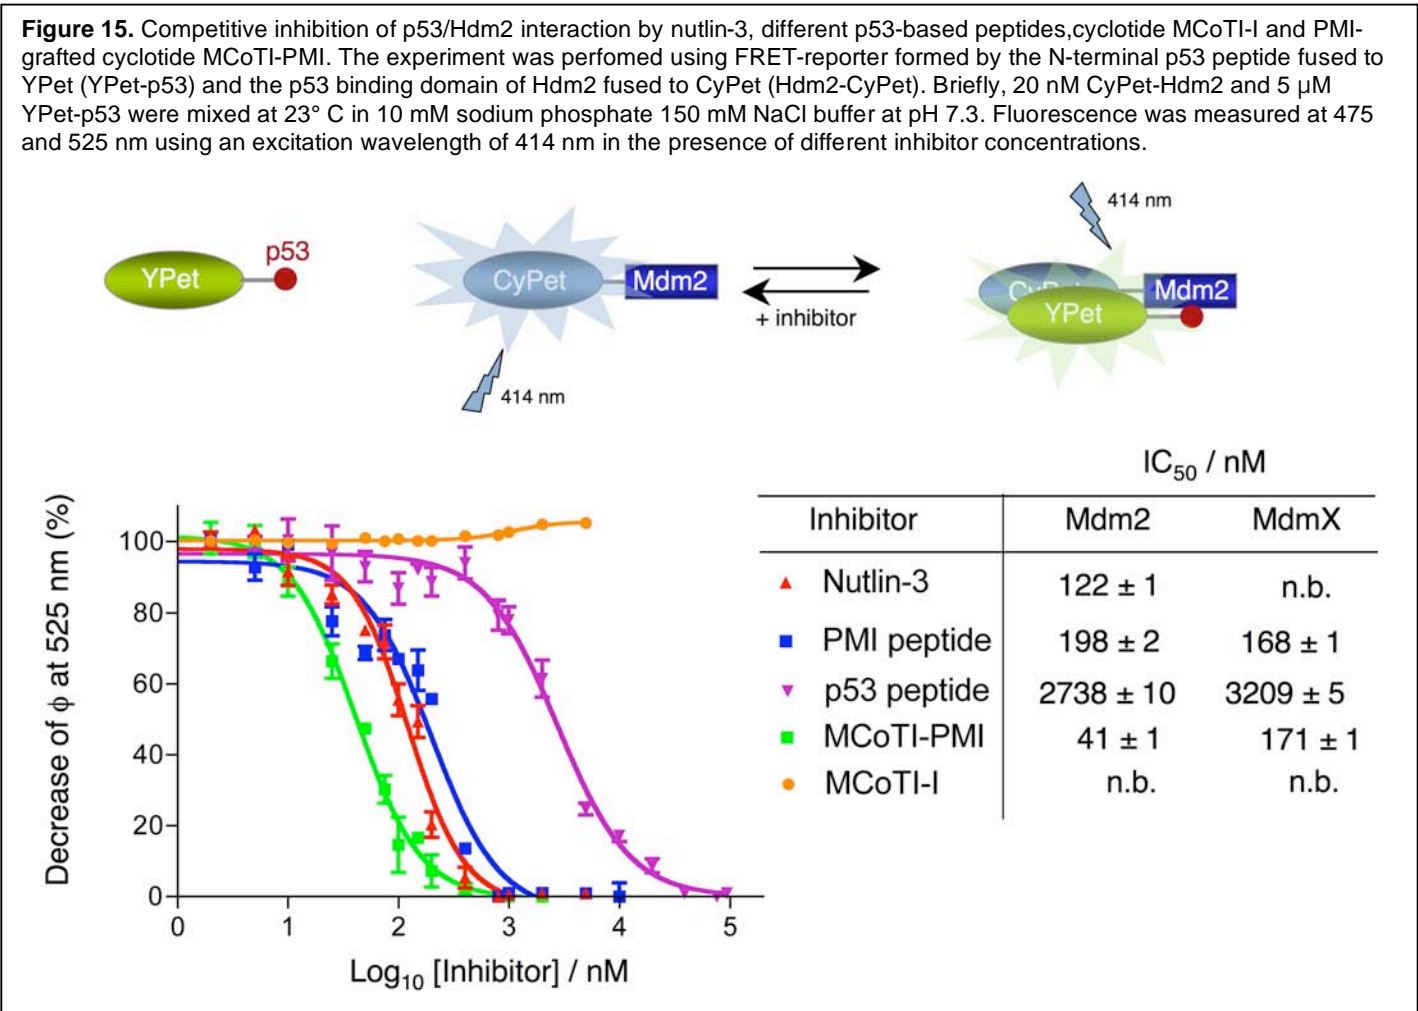 Figure 15. Competitive inhibition of p53/Hdm2 interaction by nutlin-3, different p53-based peptides,cyclotide MCoTI-I and PMI-
grafted cyclotide MCoTI-PMI. The experiment was perfomed using FRET-reporter formed by the N-terminal p53 peptide fused to
YPet (YPet-p53) and the p53 binding domain of Hdm2 fused to CyPet (Hdm2-CyPet). Briefly, 20 nM CyPet-Hdm2 and 5 μM
YPet-p53 were mixed at 23° C in 10 mM sodium phosphate 150 mM NaCl buffer at pH 7.3. Fluorescence was measured at 475
and 525 nm using an excitation wavelength of 414 nm in the presence of different inhibitor concentrations.
414 nm
p53
YPet
CyPet
Mdm2
+ inhibitor
CyPet
Mdm2
YPet
414 nm
IC50 / nM
Inhibitor Mdm2 MdmX
Nutlin-3 122 ± 1 n.b.
PMI peptide 198 ± 2 168 ± 1
p53 peptide 2738 ± 10 3209 ± 5
MCoTI-PMI 41 ± 1 171 ± 1
MCoTI-I n.b. n.b.
Decrease of ϕ at 525 nm (%)
100
80
60
40
20
0
0 1 2 3 4 5
Log10 [Inhibitor] / nM